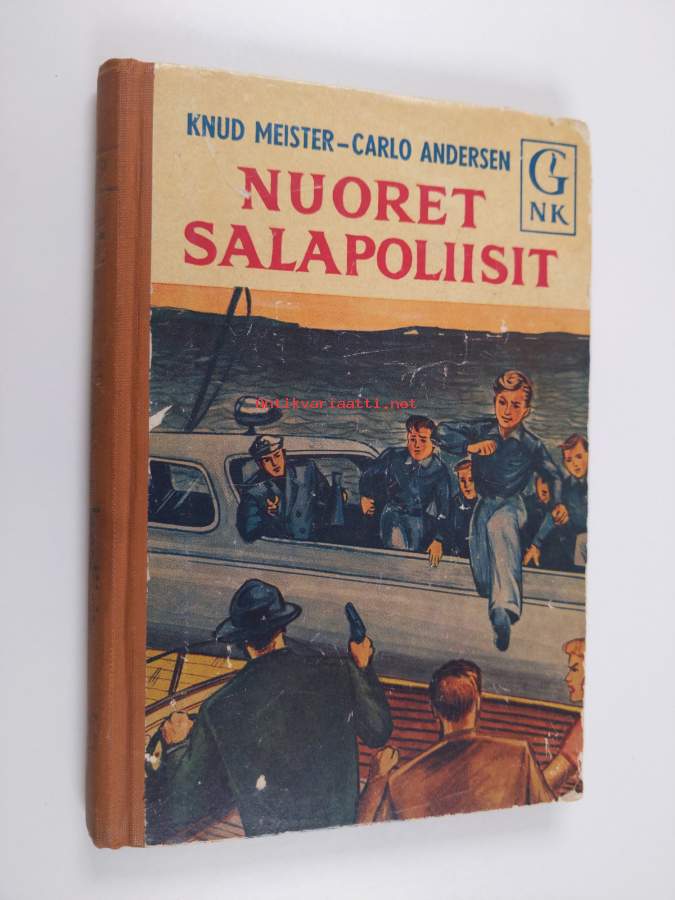 KNUD MEISTER-CARLO ANDERSEN
G
NK
NUORET
SALAPOLIISIT
antikvariaatti.net